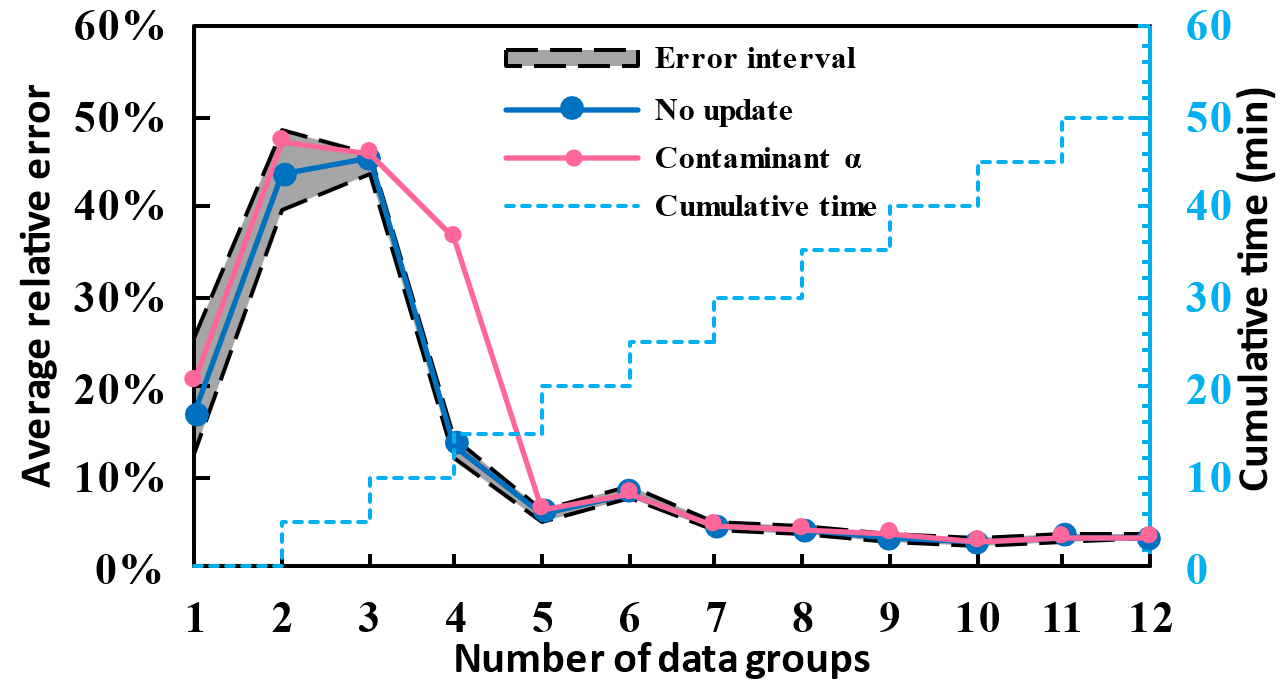 60%
50%
40%
30%
20%
10%
0%
Average relative error
Error interval
No update
Contaminant α
Cumulative time
60
50
40
30
20
10
0
Cumulative time (min)
1 2 3 4 5 6 7 8 9 10 11 12
Number of data groups